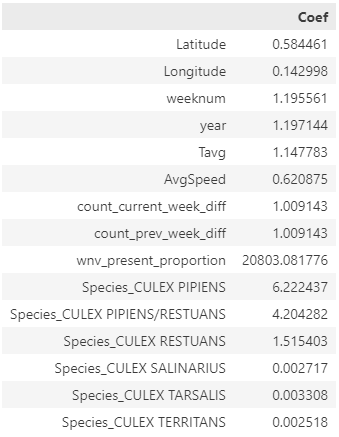 Coef
Latitude 0.584461
Longitude 0.142998
weeknum 1.195561
year 1.197144
Tavg 1.147783
AvgSpeed 0.620875
count_current_week_diff 1.009143
count_prev_week_diff 1.009143
wnv_present_proportion 20803.081776
Species_CULEX PIPIENS 6.222437
Species_CULEX PIPIENS/RESTUANS 4.204282
Species_CULEX RESTUANS 1.515403
Species_CULEX SALINARIUS 0.002717
Species_CULEX TARSALIS 0.003308
Species_CULEX TERRITANS 0.002518